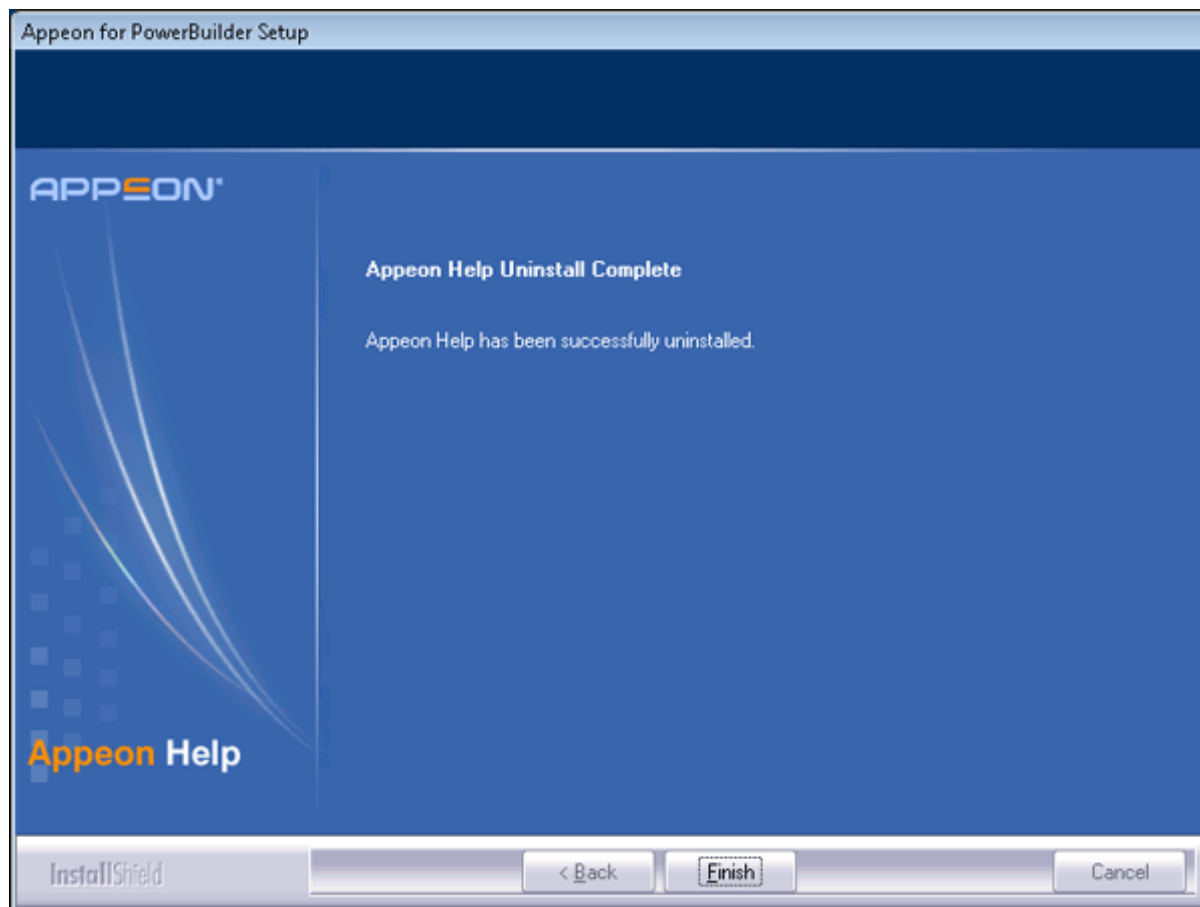 Appeon for PowerBuilder Setup
APPEON®
Appeon Help Uninstall Complete
Appeon Help has been successfully uninstalled.
Appeon Help
InstallShield
< Back
Finish
Cancel